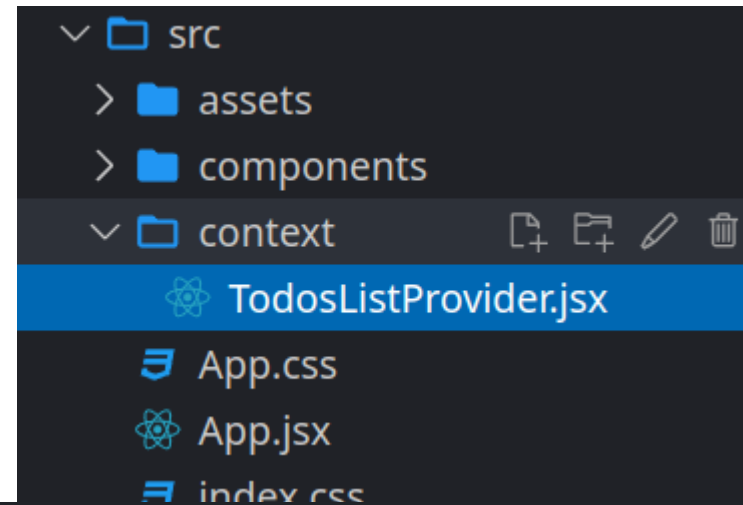 src
assets
components
context
TodosListProvider.jsx
App.css
App.jsx
index.css